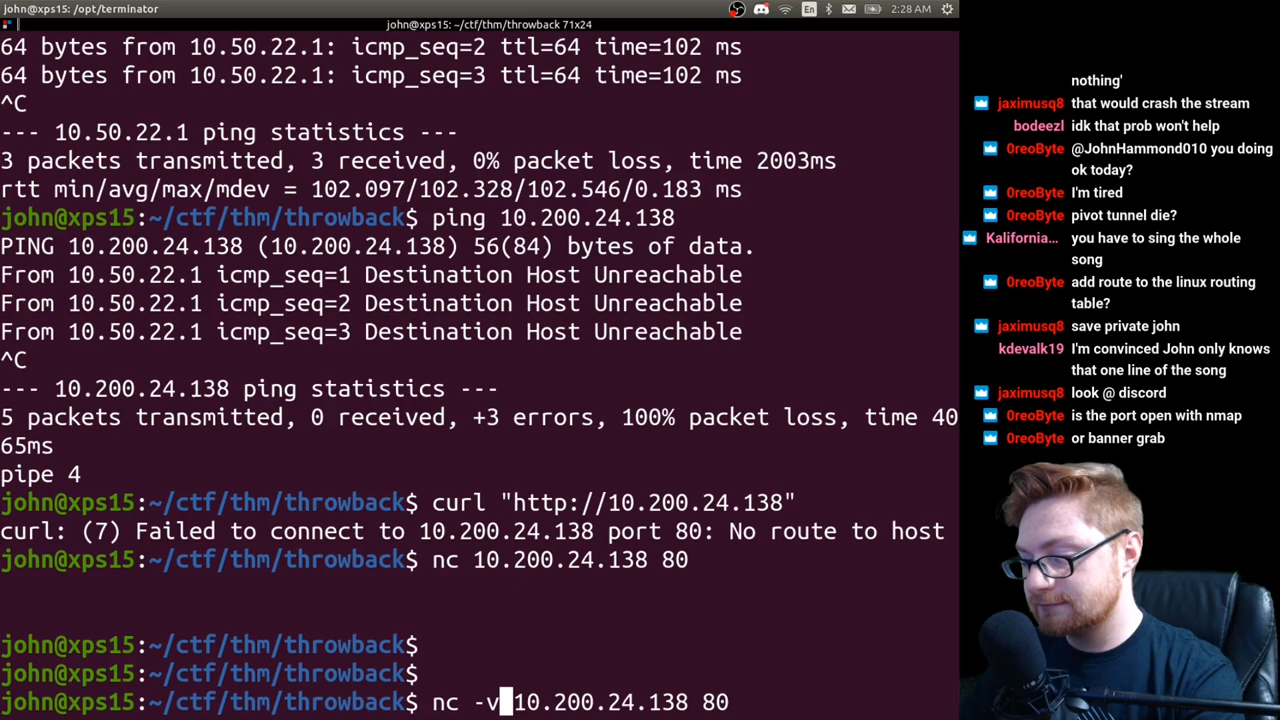 john@xps15: /opt/terminator
En
2:28 AM
john@xps15: ~/ctf/thm/throwback 71x24
64 bytes from 10.50.22.1: icmp_seq=2 ttl=64 time=102 ms
64 bytes from 10.50.22.1: icmp_seq=3 ttl=64 time=102 ms
^C
--- 10.50.22.1 ping statistics ---
3 packets transmitted, 3 received, 0% packet loss, time 2003ms
rtt min/avg/max/mdev = 102.097/102.328/102.546/0.183 ms
john@xps15:~/ctf/thm/throwback$ ping 10.200.24.138
PING 10.200.24.138 (10.200.24.138) 56(84) bytes of data.
From 10.50.22.1 icmp_seq=1 Destination Host Unreachable
From 10.50.22.1 icmp_seq=2 Destination Host Unreachable
From 10.50.22.1 icmp_seq=3 Destination Host Unreachable
^C
--- 10.200.24.138 ping statistics ---
5 packets transmitted, 0 received, +3 errors, 100% packet loss, time 40
65ms
pipe 4
john@xps15:~/ctf/thm/throwback$ curl "http://10.200.24.138"
curl: (7) Failed to connect to 10.200.24.138 port 80: No route to host
john@xps15:~/ctf/thm/throwback$ nc 10.200.24.138 80
john@xps15:~/ctf/thm/throwback$
john@xps15:~/ctf/thm/throwback$
john@xps15:~/ctf/thm/throwback$ nc -v 10.200.24.138 80
nothing'
jaximusq8 that would crash the stream
bodeezl idk that prob won't help
0reoByte @JohnHammond010 you doing
ok today?
0reoByte I'm tired
0reoByte pivot tunnel die?
Kalifornia… you have to sing the whole
song
0reoByte add route to the linux routing
table?
jaximusq8 save private john
kdevalk19 I'm convinced John only knows
that one line of the song
jaximusq8 look @ discord
0reoByte is the port open with nmap
0reoByte or banner grab